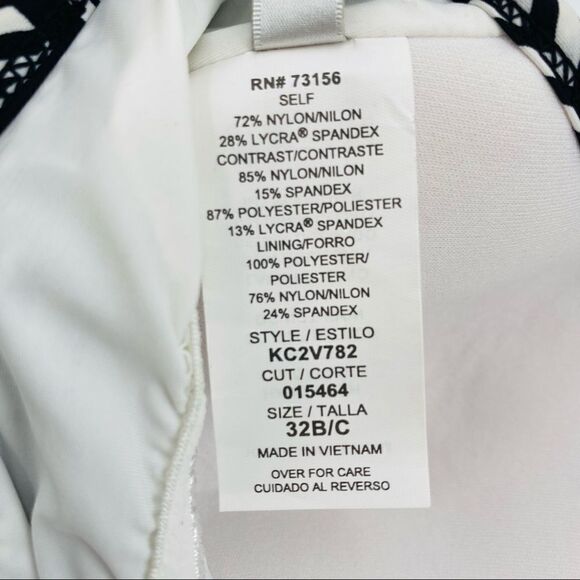 RN# 73156
SELF
72% NYLON/NILON
28% LYCRA® SPANDEX
CONTRAST/CONTRASTE
85% NYLON/NILON
15% SPANDEX
87% POLYESTER/POLIESTER
13% LYCRA® SPANDEX
LINING/FORRO
100% POLYESTER/
POLIESTER
76% NYLON/NILON
24% SPANDEX
STYLE / ESTILO
KC2V782
CUT / CORTE
015464
SIZE / TALLA
32B/C
MADE IN VIETNAM
OVER FOR CARE
CUIDADO AL REVERSO